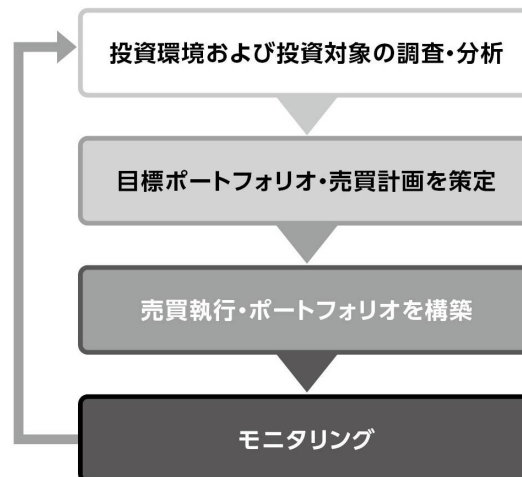 投資環境および投資対象の調査・分析
目標ポートフォリオ・売買計画を策定
売買執行・ポートフォリオを構築
モニタリング